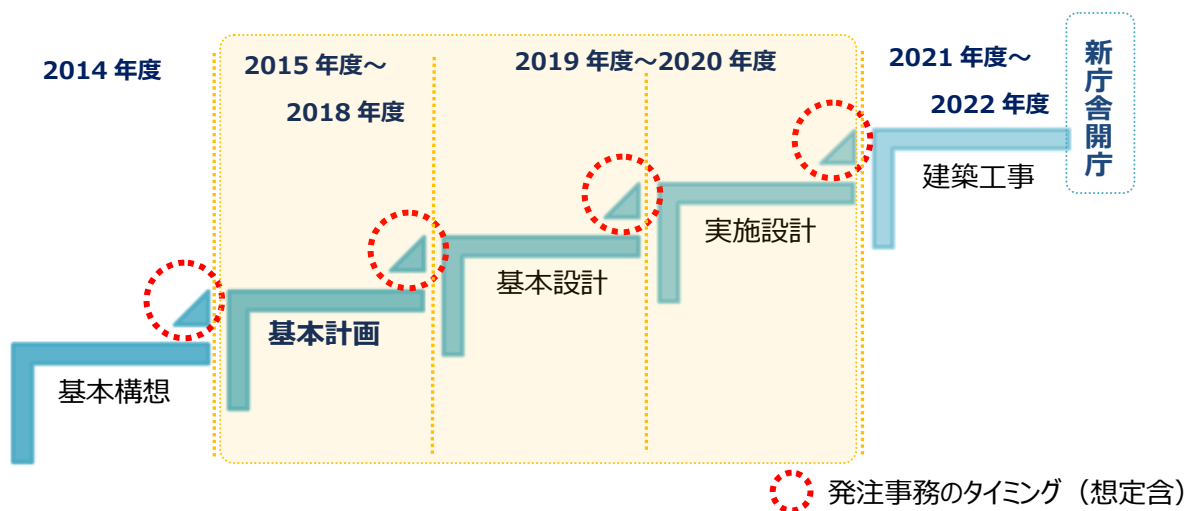 2014 年度
2015 年度～
2018 年度
2019 年度～2020 年度
2021 年度～
2022 年度
新庁舎開庁
建築工事
実施設計
基本設計
基本計画
基本構想
発注事務のタイミング（想定含）